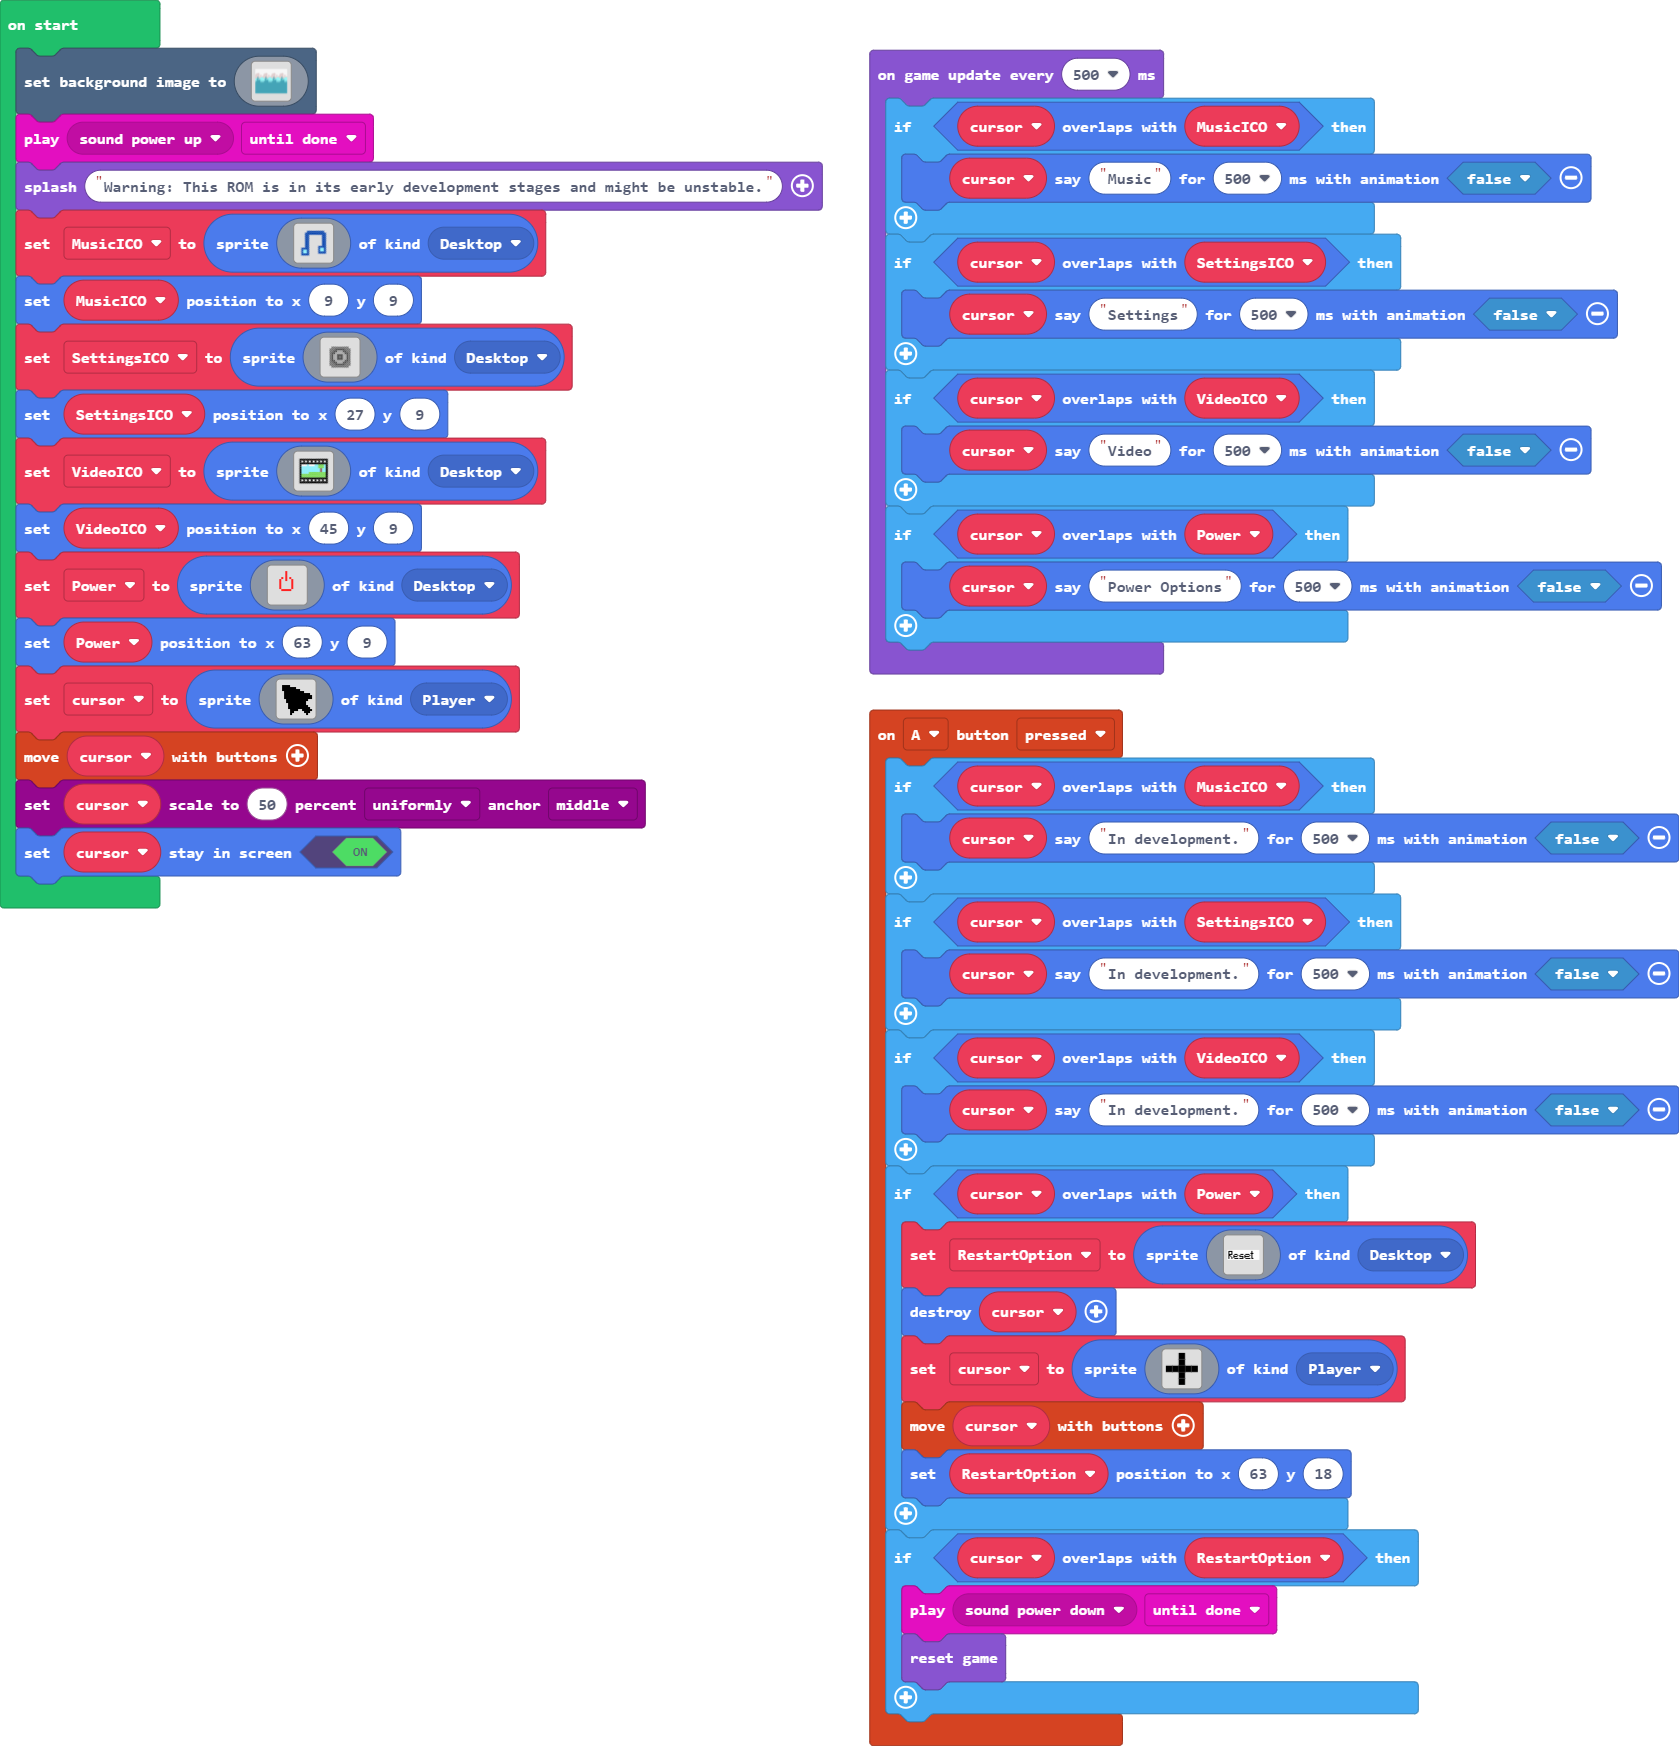 on start
set background image to
play sound power up until done
splash "Warning: This ROM is in its early development stages and might be unstable."
set MusicICO to sprite of kind Desktop
set MusicICO position to x 9 y 9
set SettingsICO to sprite of kind Desktop
set SettingsICO position to x 27 y 9
set VideoICO to sprite of kind Desktop
set VideoICO position to x 45 y 9
set Power to sprite of kind Desktop
set Power position to x 63 y 9
set cursor to sprite of kind Player
move cursor with buttons
set cursor scale to 50 percent uniformly anchor middle
set cursor stay in screen ON
on game update every 500 ms
if cursor overlaps with MusicICO then
cursor say "Music" for 500 ms with animation false
if cursor overlaps with SettingsICO then
cursor say "Settings" for 500 ms with animation false
if cursor overlaps with VideoICO then
cursor say "Video" for 500 ms with animation false
if cursor overlaps with Power then
cursor say "Power Options" for 500 ms with animation false
on A button pressed
if cursor overlaps with MusicICO then
cursor say "In development." for 500 ms with animation false
if cursor overlaps with SettingsICO then
cursor say "In development." for 500 ms with animation false
if cursor overlaps with VideoICO then
cursor say "In development." for 500 ms with animation false
if cursor overlaps with Power then
set RestartOption to sprite Reset of kind Desktop
destroy cursor
set cursor to sprite of kind Player
move cursor with buttons
set RestartOption position to x 63 y 18
if cursor overlaps with RestartOption then
play sound power down until done
reset game